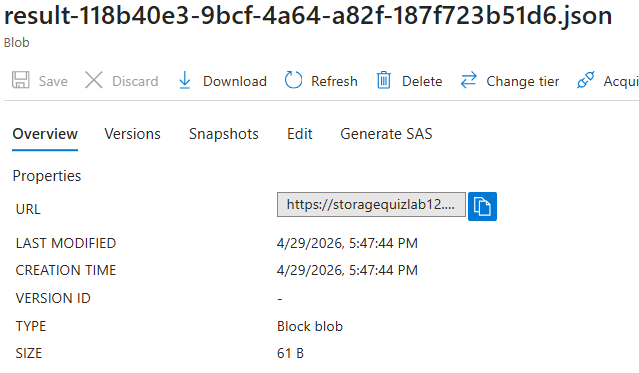 result-118b40e3-9bcf-4a64-a82f-187f723b51d6.json
Blob
Save Discard Download Refresh Delete Change tier Acqui
Overview Versions Snapshots Edit Generate SAS
Properties
URL https://storagequizlab12....
LAST MODIFIED 4/29/2026, 5:47:44 PM
CREATION TIME 4/29/2026, 5:47:44 PM
VERSION ID -
TYPE Block blob
SIZE 61 B